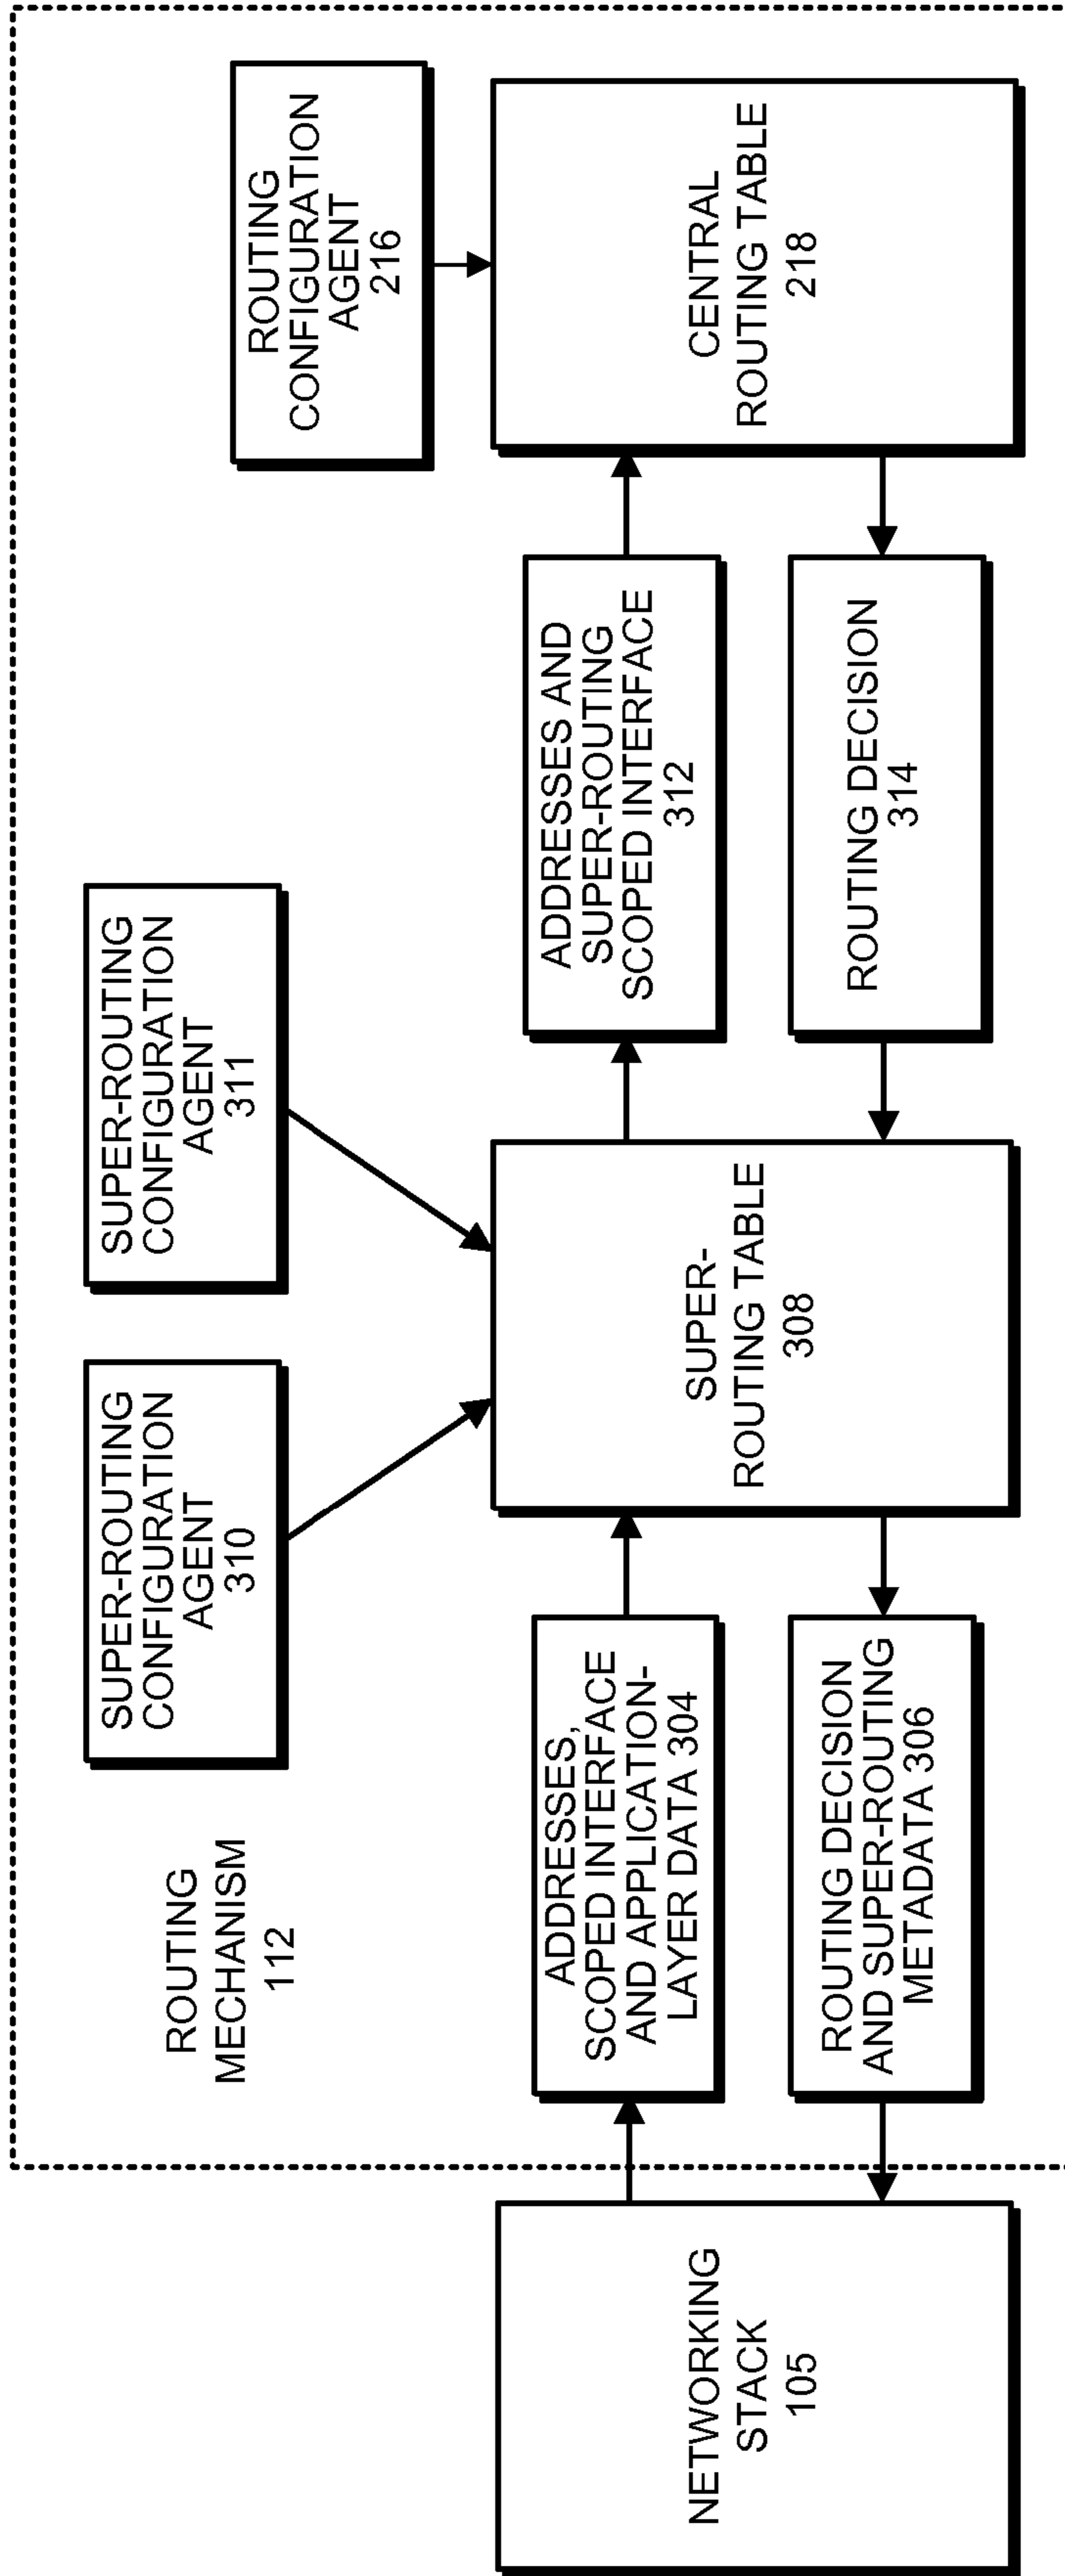 ROUTING
MECHANISM
112
SUPER-ROUTING
CONFIGURATION
AGENT
310
SUPER-ROUTING
CONFIGURATION
AGENT
311
ROUTING
CONFIGURATION
AGENT
216
NETWORKING
STACK
105
ADDRESSES,
SCOPED INTERFACE
AND APPLICATION-
LAYER DATA 304
ROUTING DECISION
AND SUPER-ROUTING
METADATA 306
SUPER-
ROUTING TABLE
308
ADDRESSES AND
SUPER-ROUTING
SCOPED INTERFACE
312
ROUTING DECISION
314
CENTRAL
ROUTING TABLE
218